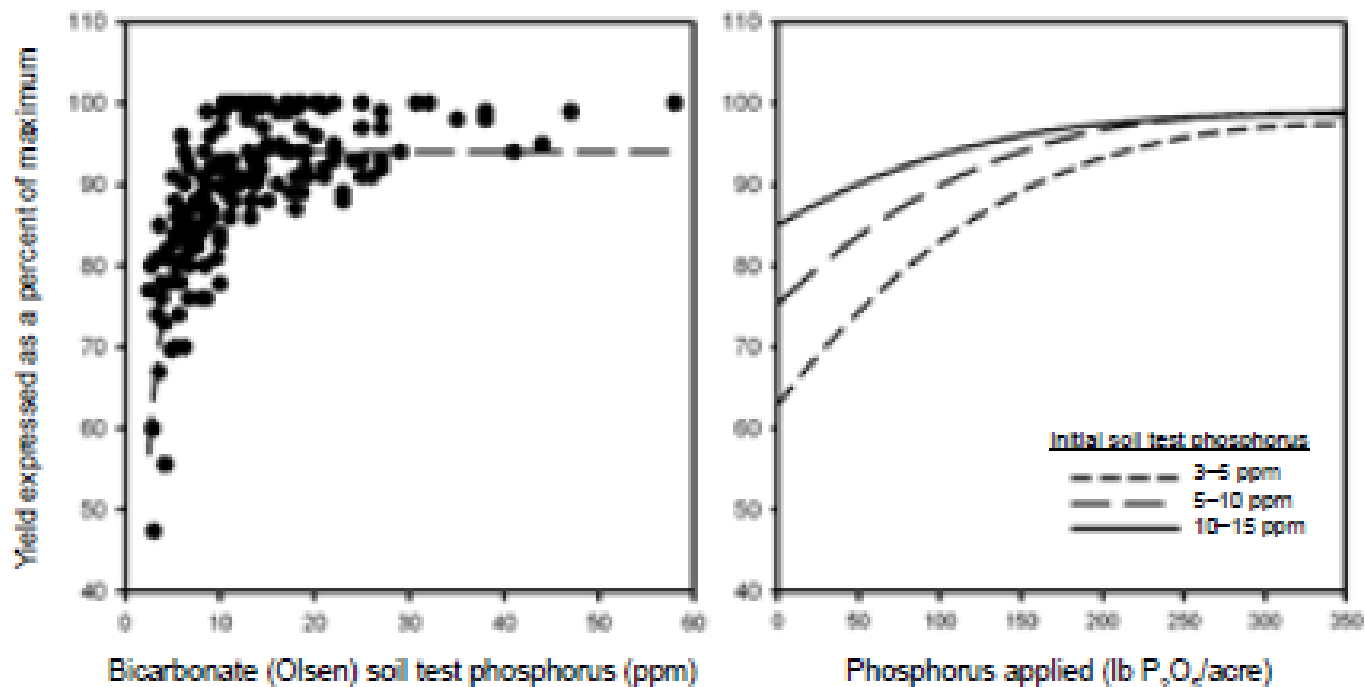 Yield expressed as a percent of maximum
110
100
90
80
70
60
50
40
0 10 20 30 40 50 60
Bicarbonate (Olsen) soil test phosphorus (ppm)
110
100
90
80
70
60
50
40
0 50 100 150 200 250 300 350
Phosphorus applied (lb P₂O₅/acre)
Initial soil test phosphorus
3–5 ppm
5–10 ppm
10–15 ppm